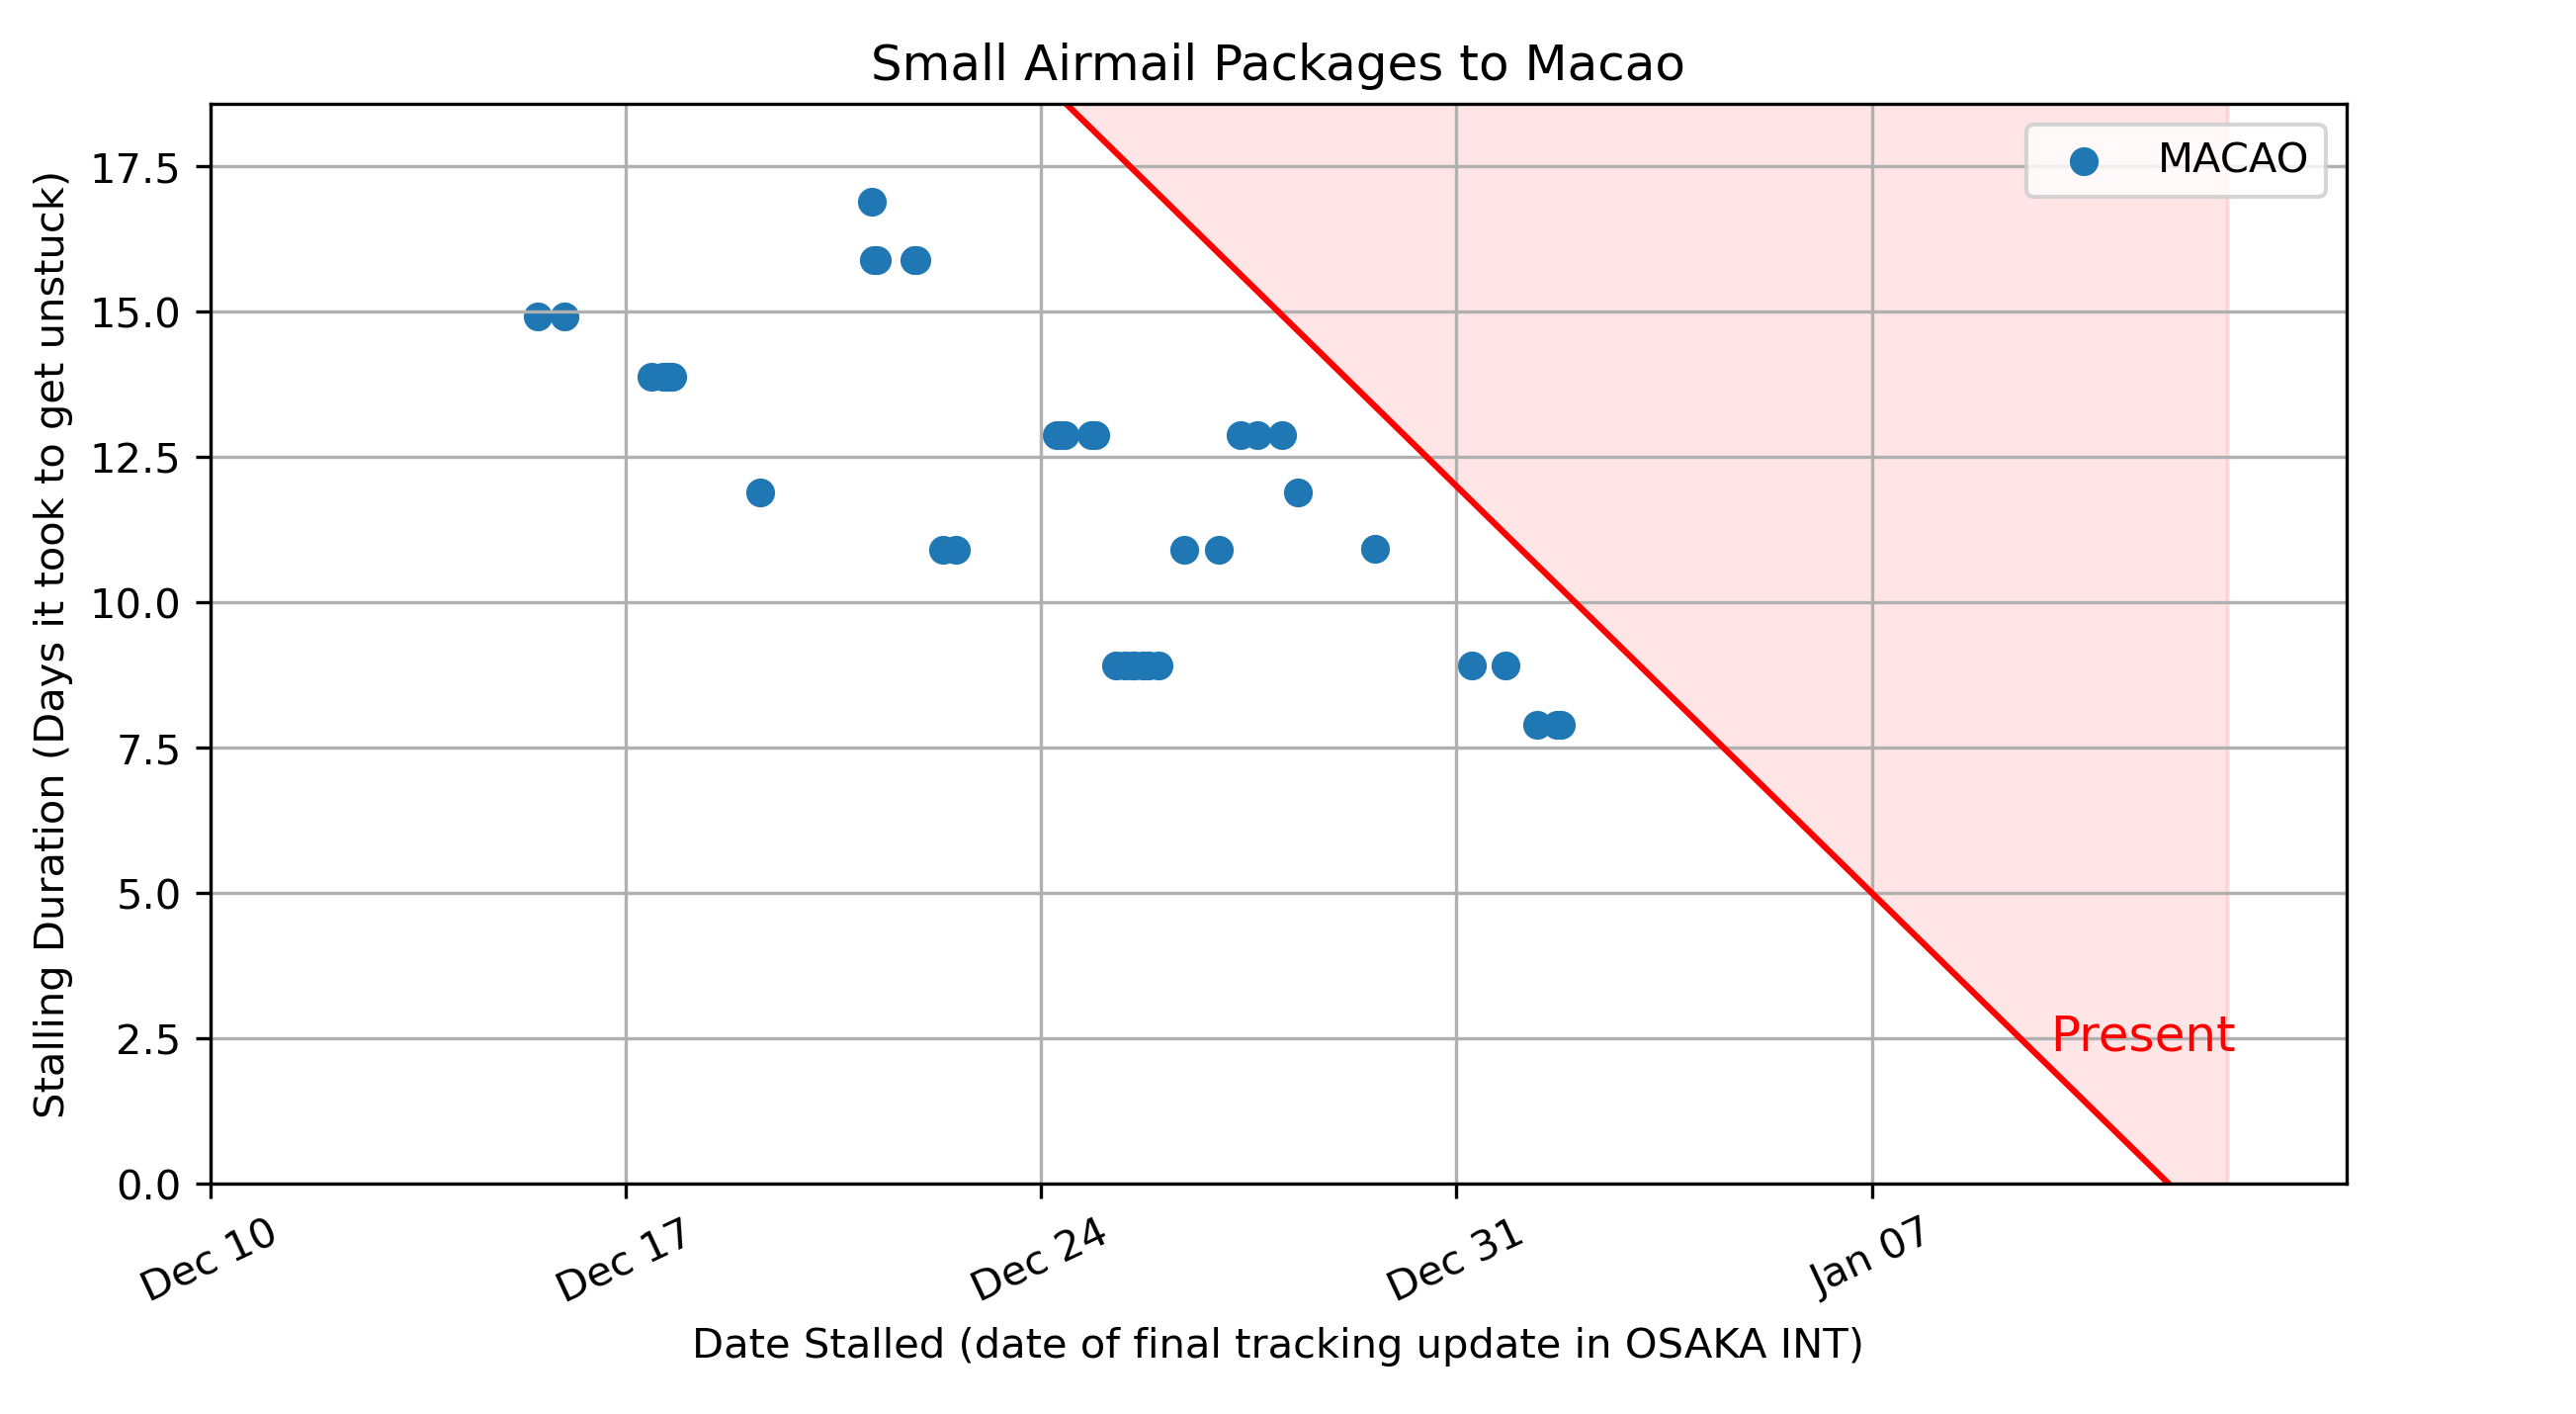 Small Airmail Packages to Macao
MACAO
Stalling Duration (Days it took to get unstuck)
17.5
15.0
12.5
10.0
7.5
5.0
2.5
0.0
Present
Dec 10
Dec 17
Dec 24
Dec 31
Jan 07
Date Stalled (date of final tracking update in OSAKA INT)